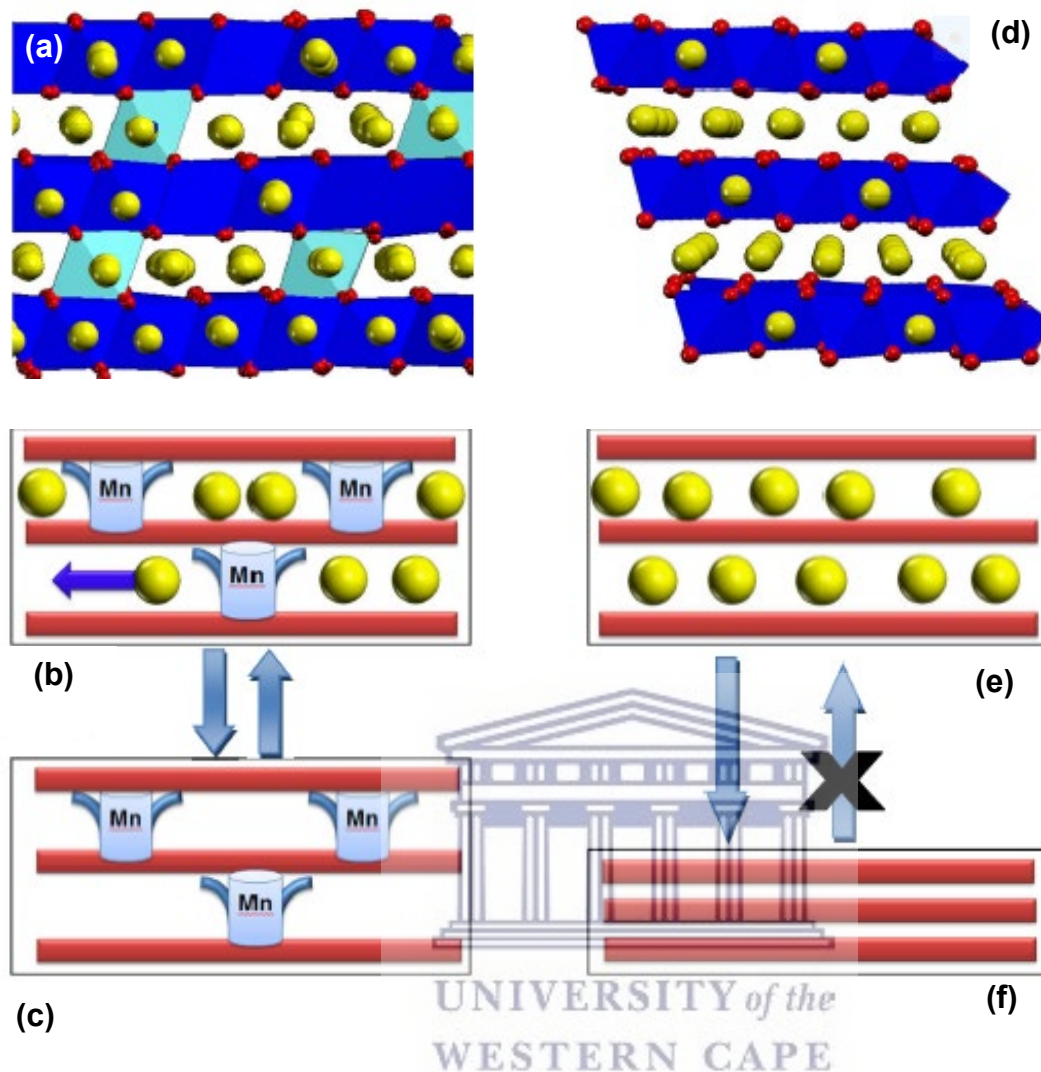 (a)
(d)
Mn
Mn
Mn
(b)
(e)
Mn
Mn
Mn
(c)
(f)
UNIVERSITY of the
WESTERN CAPE